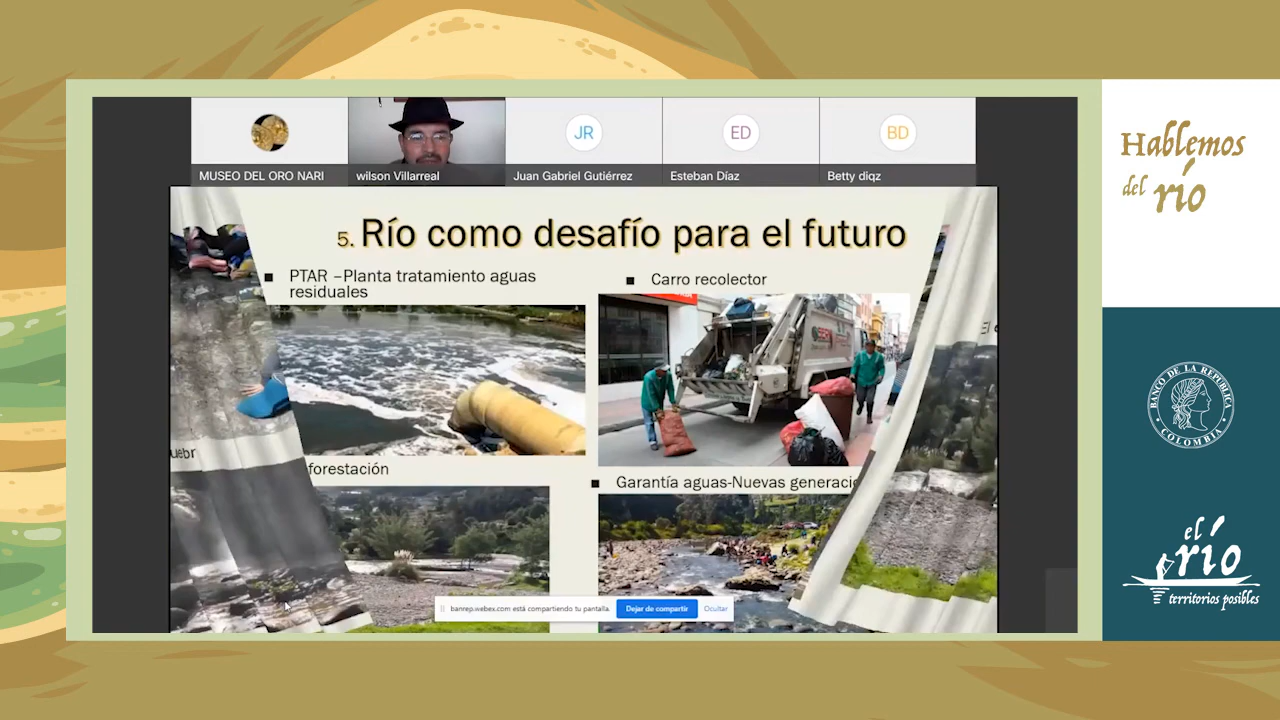 MUSEO DEL ORO NARI
wilson Villarreal
JR
Juan Gabriel Gutiérrez
ED
Esteban Díaz
BD
Betty diqz
5. Río como desafío para el futuro
■ PTAR –Planta tratamiento aguas
residuales
■ Carro recolector
forestación
■ Garantía aguas-Nuevas generaci
uebr
El
banrep.webex.com está compartiendo tu pantalla.
Dejar de compartir
Ocultar
Hablemos
del río
BANCO DE LA REPÚBLICA
COLOMBIA
el
río
territorios posibles